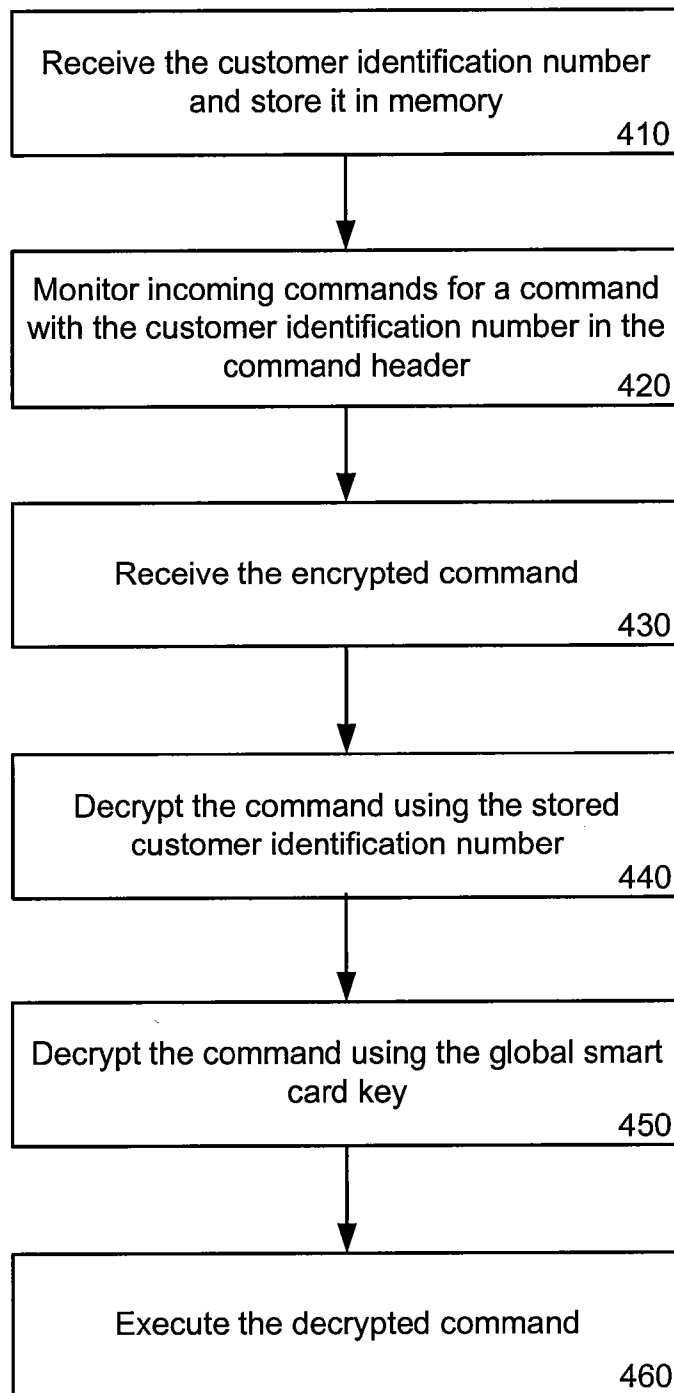 Receive the customer identification number
and store it in memory
410
Monitor incoming commands for a command
with the customer identification number in the
command header
420
Receive the encrypted command
430
Decrypt the command using the stored
customer identification number
440
Decrypt the command using the global smart
card key
450
Execute the decrypted command
460